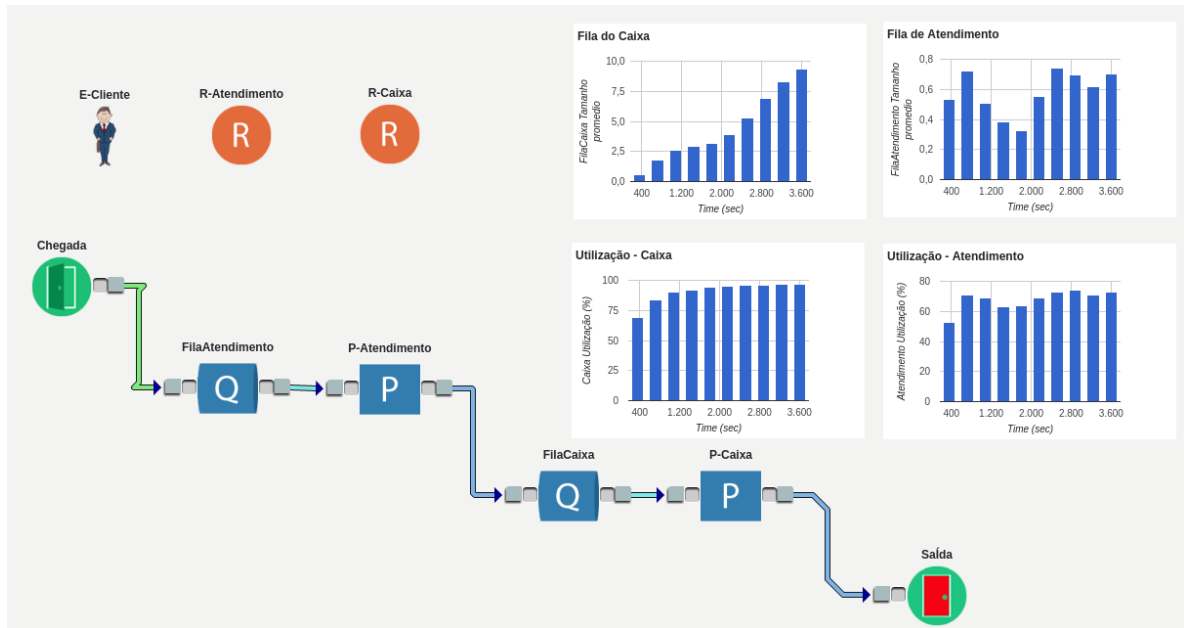 E-Cliente
R-Atendimento
R
R-Caixa
R
Fila do Caixa
FilaCaixa Tamanho
promedio
10,0
7,5
5,0
2,5
0,0
400
1.200
2.000
2.800
3.600
Time (sec)
Fila de Atendimento
FilaAtendimento Tamanho
promedio
0,8
0,6
0,4
0,2
0,0
400
1.200
2.000
2.800
3.600
Time (sec)
Utilização - Caixa
Caixa Utilização (%)
100
75
50
25
0
400
1.200
2.000
2.800
3.600
Time (sec)
Utilização - Atendimento
Atendimento Utilização (%)
80
60
40
20
0
400
1.200
2.000
2.800
3.600
Time (sec)
Chegada
FilaAtendimento
Q
P-Atendimento
P
FilaCaixa
Q
P-Caixa
P
SaÍda